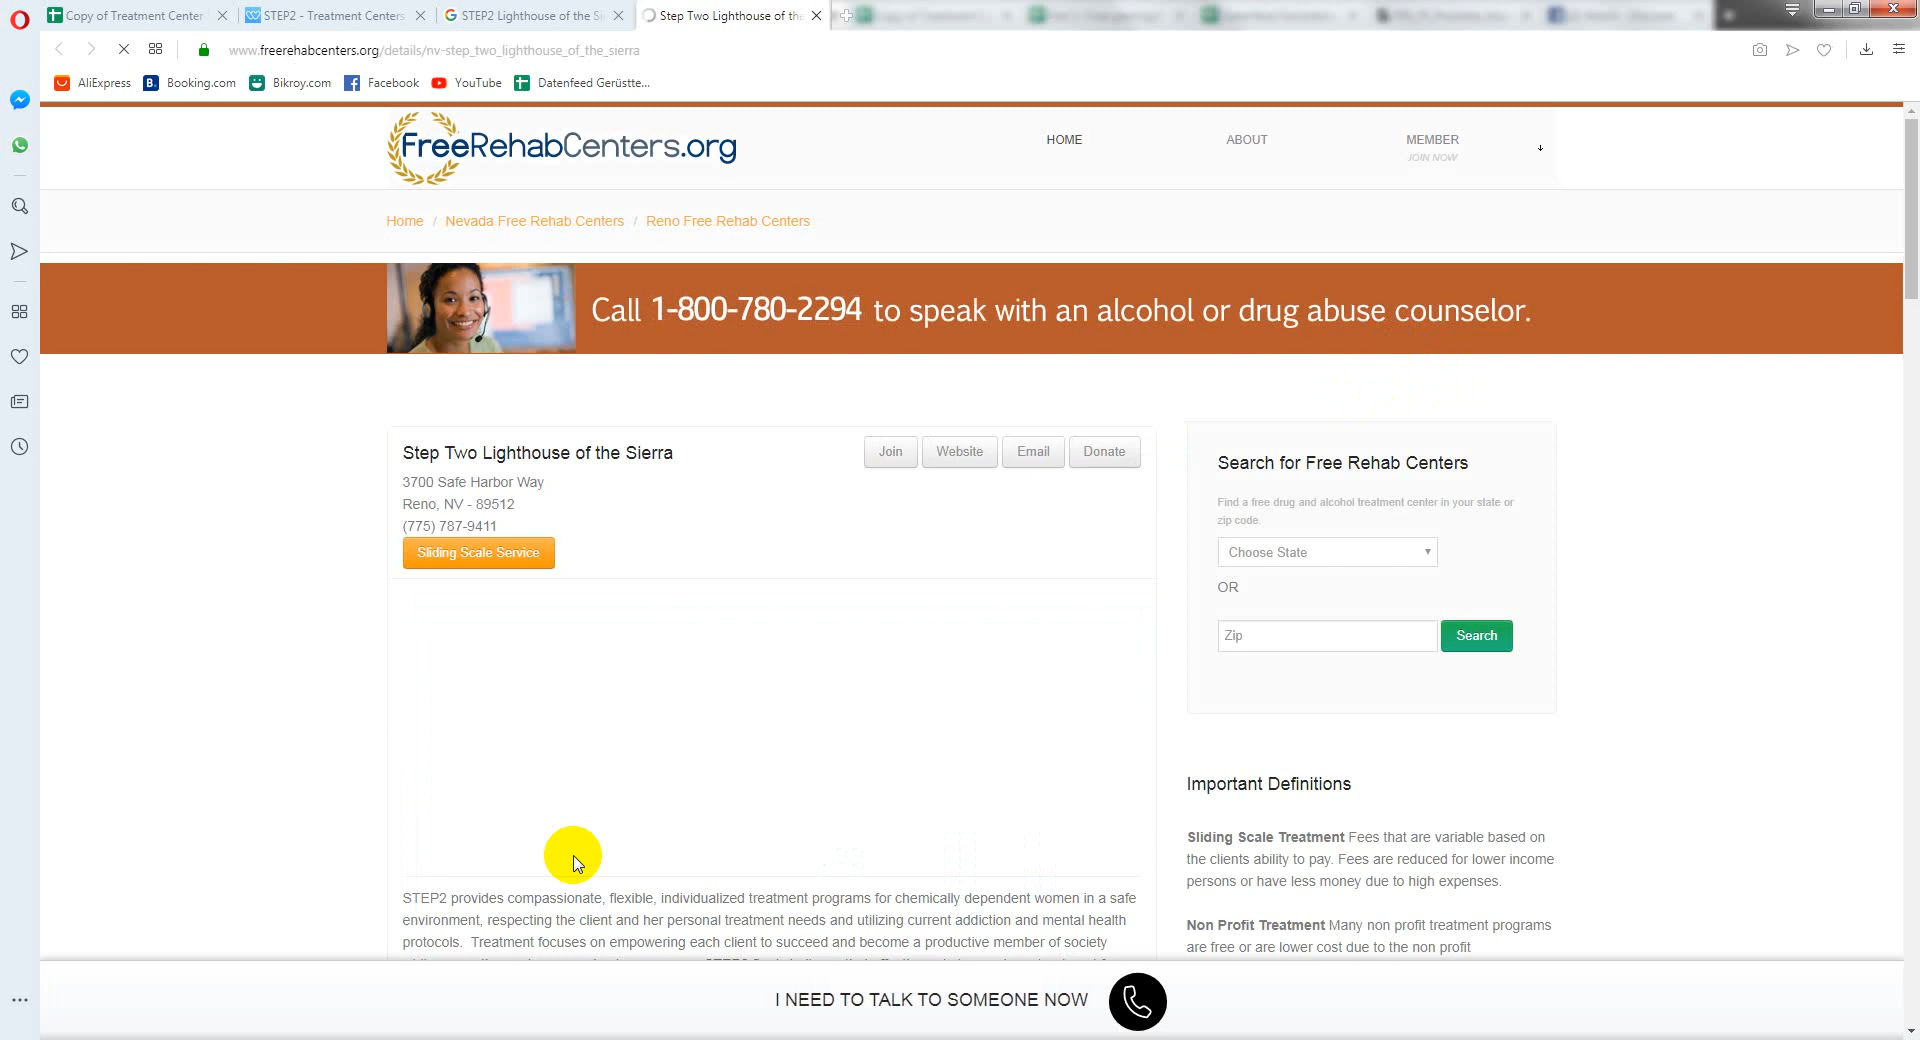 Copy of Treatment Center
STEP2 - Treatment Centers
STEP2 Lighthouse of the Si
Step Two Lighthouse of the
www.freerehabcenters.org/details/nv-step_two_lighthouse_of_the_sierra
AliExpress
Booking.com
Bikroy.com
Facebook
YouTube
Datenfeed Gerüstte...
FreeRehabCenters.org
HOME
ABOUT
MEMBER
JOIN NOW
Home / Nevada Free Rehab Centers / Reno Free Rehab Centers
Call 1-800-780-2294 to speak with an alcohol or drug abuse counselor.
Step Two Lighthouse of the Sierra
Join
Website
Email
Donate
3700 Safe Harbor Way
Reno, NV - 89512
(775) 787-9411
Sliding Scale Service
STEP2 provides compassionate, flexible, individualized treatment programs for chemically dependent women in a safe
environment, respecting the client and her personal treatment needs and utilizing current addiction and mental health
protocols. Treatment focuses on empowering each client to succeed and become a productive member of society
Search for Free Rehab Centers
Find a free drug and alcohol treatment center in your state or
zip code.
Choose State
OR
Zip
Search
Important Definitions
Sliding Scale Treatment Fees that are variable based on
the clients ability to pay. Fees are reduced for lower income
persons or have less money due to high expenses.
Non Profit Treatment Many non profit treatment programs
are free or are lower cost due to the non profit
I NEED TO TALK TO SOMEONE NOW